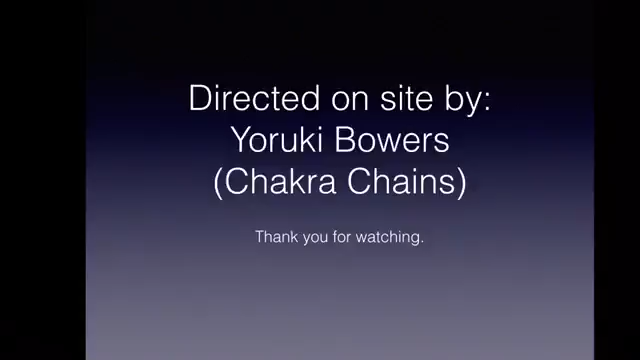 Directed on site by:
Yoruki Bowers
(Chakra Chains)
Thank you for watching.